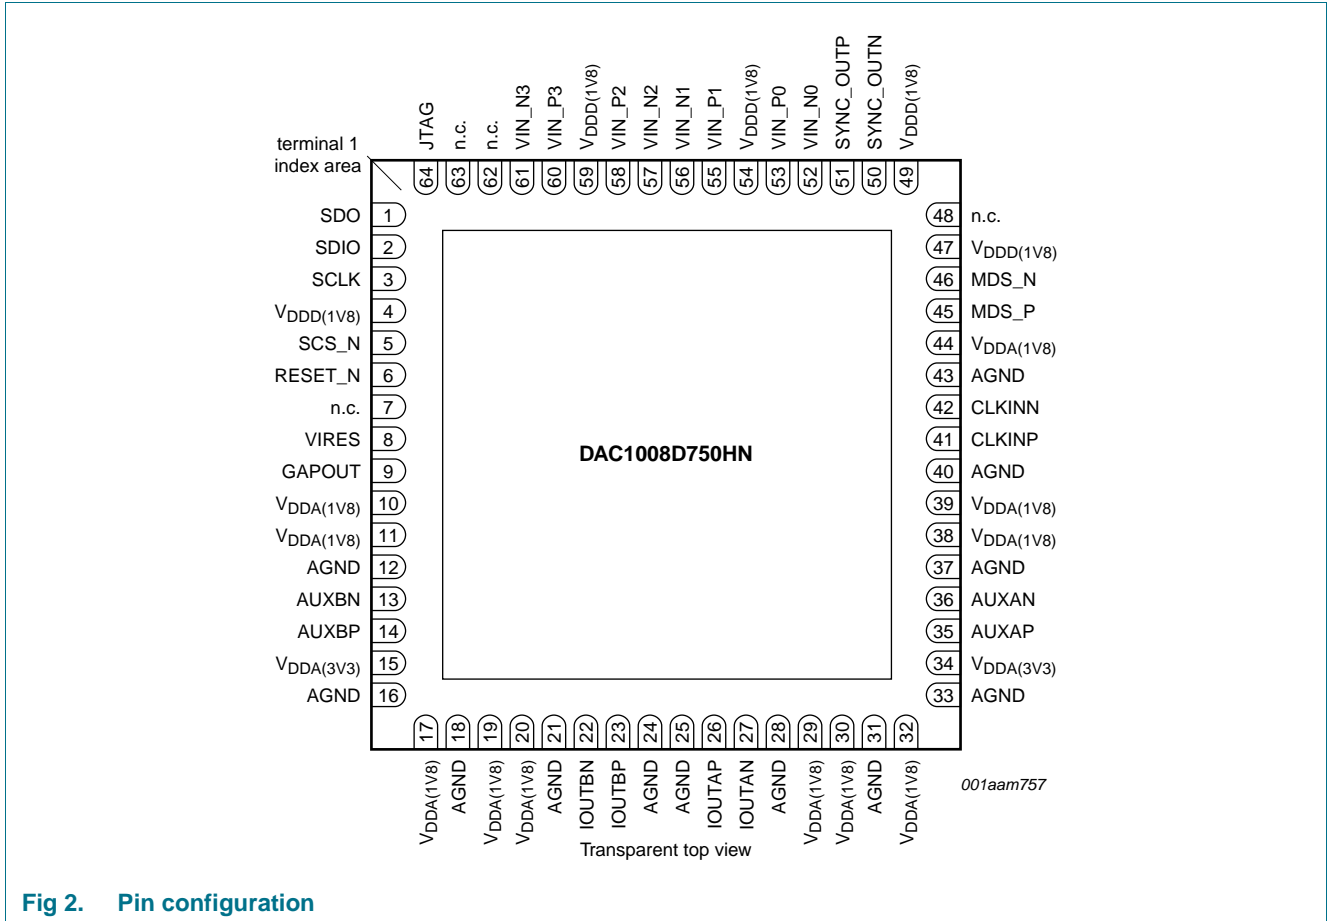 JTAG
n.c.
n.c.
VIN_N3
VIN_P3
VDDD(1V8)
VIN_P2
VIN_N2
VIN_N1
VIN_P1
VDDD(1V8)
VIN_P0
VIN_N0
SYNC_OUTP
SYNC_OUTN
VDDD(1V8)
terminal 1
index area
64 63 62 61 60 59 58 57 56 55 54 53 52 51 50 49
SDO 1
SDIO 2
SCLK 3
VDDD(1V8) 4
SCS_N 5
RESET_N 6
n.c. 7
VIRES 8
GAPOUT 9
VDDA(1V8) 10
VDDA(1V8) 11
AGND 12
AUXBN 13
AUXBP 14
VDDA(3V3) 15
AGND 16
DAC1008D750HN
48 n.c.
47 VDDD(1V8)
46 MDS_N
45 MDS_P
44 VDDA(1V8)
43 AGND
42 CLKINN
41 CLKINP
40 AGND
39 VDDA(1V8)
38 VDDA(1V8)
37 AGND
36 AUXAN
35 AUXAP
34 VDDA(3V3)
33 AGND
17 18 19 20 21 22 23 24 25 26 27 28 29 30 31 32
VDDA(1V8)
AGND
VDDA(1V8)
VDDA(1V8)
AGND
IOUTBN
IOUTBP
AGND
AGND
IOUTAP
IOUTAN
AGND
VDDA(1V8)
VDDA(1V8)
AGND
VDDA(1V8)
001aam757
Transparent top view
Fig 2. Pin configuration